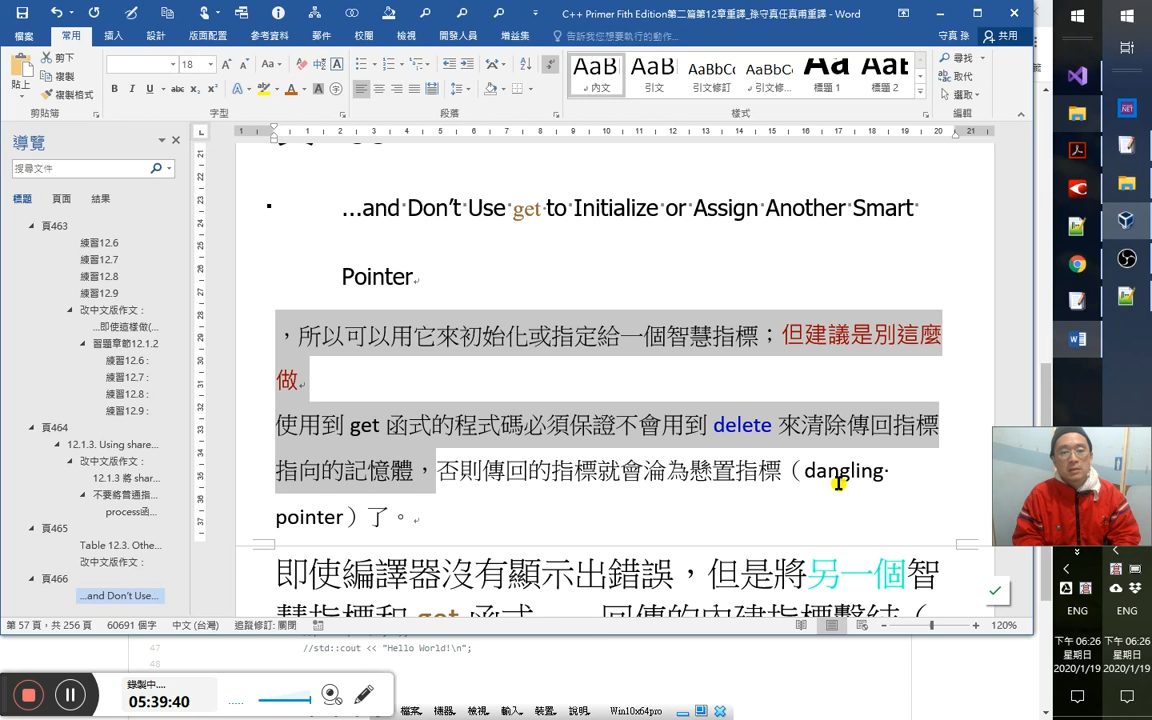 C++ Primer Fith Edition第二篇第12章重譯_孫守真任真甫重譯 - Word
檔案 常用 插入 設計 版面配置 參考資料 郵件 校閱 檢視 開發人員 增益集 告訴我您想要執行的動作... 守真 孫 共用
貼上 剪下 複製 複製格式
18
AaB AaB AaBbCc AaBbCc AaB AaB
內文 引文 引文修訂 引文修... 標題 1 標題 2
尋找 取代 選取
剪貼簿 字型 段落 樣式 編輯
導覽
搜尋文件
標題 頁面 結果
頁463
練習12.6
練習12.7
練習12.8
練習12.9
改中文版作文：
...即使這樣做(...
習題章節12.1.2
練習12.6：
練習12.7：
練習12.8：
練習12.9：
頁464
12.1.3. Using share...
改中文版作文：
12.1.3 將 shar...
不要將普通指...
process函...
頁465
Table 12.3. Othe...
改中文版作文：
頁466
...and Don't Use...
...and Don't Use get to Initialize or Assign Another Smart
Pointer
，所以可以用它來初始化或指定給一個智慧指標；但建議是別這麼
做
使用到 get 函式的程式碼必須保證不會用到 delete 來清除傳回指標
指向的記憶體，否則傳回的指標就會淪為懸置指標（dangling
pointer）了。
即使編譯器沒有顯示出錯誤，但是將另一個智
慧指標和 get 函式
第 57 頁，共 256 頁 60691 個字 中文 (台灣) 追蹤修訂: 關閉 120%
47 //std::cout << "Hello World!\n";
48
錄製中....
05:39:40
檔案 機器 檢視 輸入 裝置 說明 Win10x64pro
ENG ENG
下午 06:26 下午 06:26
星期日 星期日
2020/1/19 2020/1/19